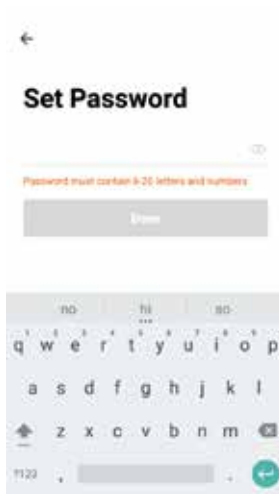 Set Password
Password must contain 6-20 letters and numbers
Done
no hi so
q w e r t y u i o p
a s d f g h j k l
z x c v b n m
?123 , .